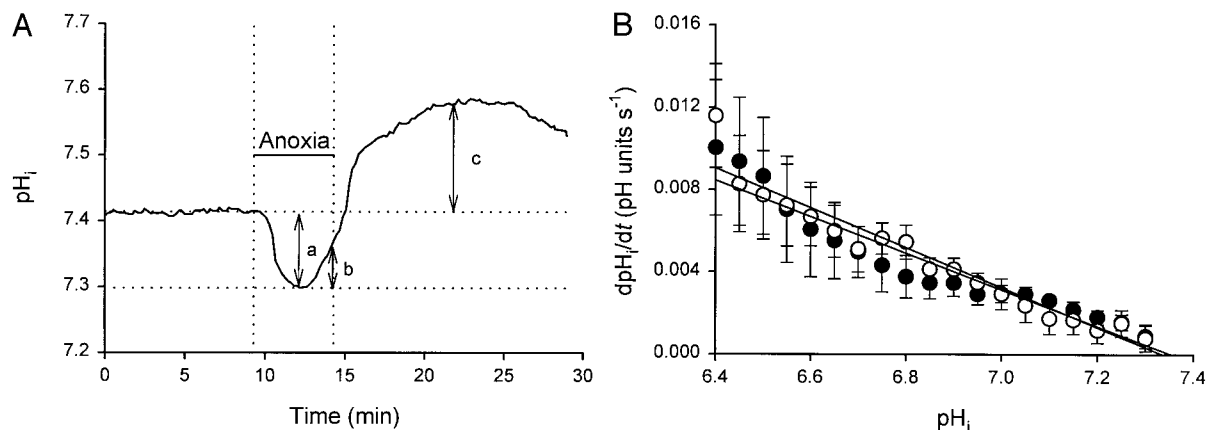 A
7.7
7.6
7.5
7.4
7.3
7.2
pHi
Anoxia
a
b
c
0 5 10 15 20 25 30
Time (min)
B
0.016
0.012
0.008
0.004
0.000
dpHi/dt (pH units s-1)
6.4 6.6 6.8 7.0 7.2 7.4
pHi